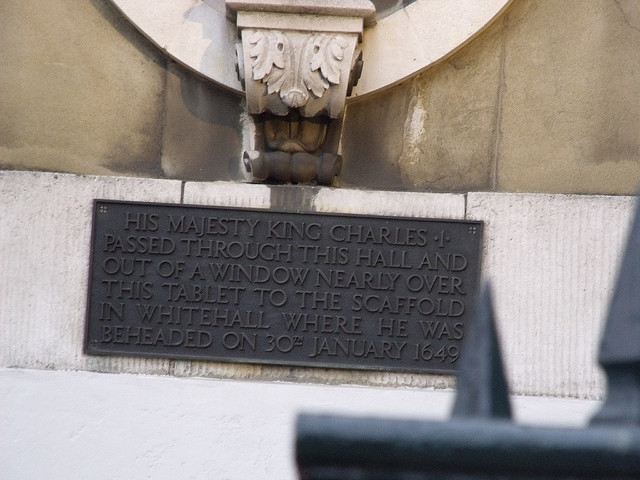 HIS MAJESTY KING CHARLES ·I·
PASSED THROUGH THIS HALL AND
OUT OF A WINDOW NEARLY OVER
THIS TABLET TO THE SCAFFOLD
IN WHITEHALL WHERE HE WAS
BEHEADED ON 30TH JANUARY 1649